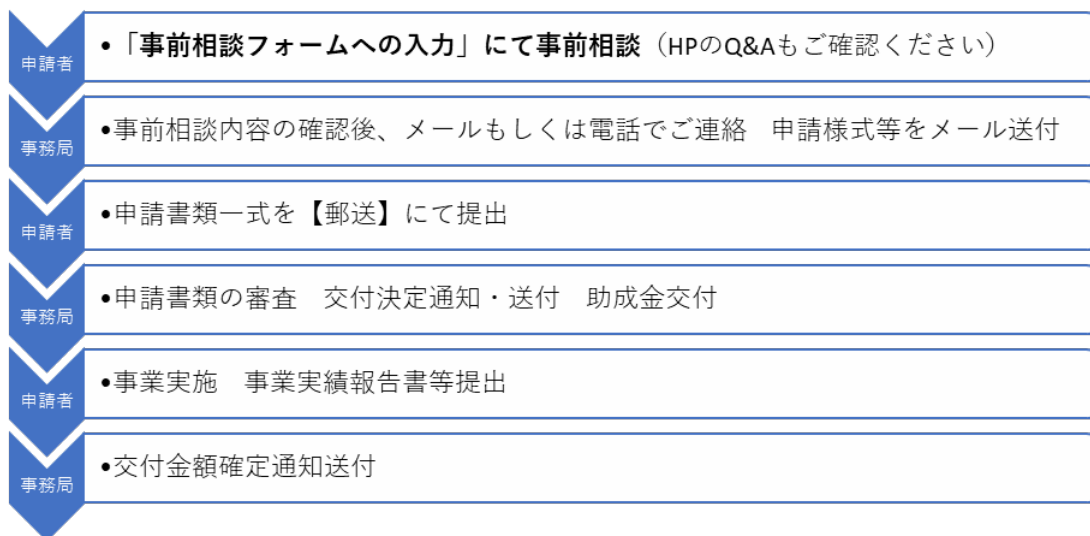 申請者
•「事前相談フォームへの入力」にて事前相談（HPのQ&Aもご確認ください）
事務局
•事前相談内容の確認後、メールもしくは電話でご連絡　申請様式等をメール送付
申請者
•申請書類一式を【郵送】にて提出
事務局
•申請書類の審査　交付決定通知・送付　助成金交付
申請者
•事業実施　事業実績報告書等提出
事務局
•交付金額確定通知送付